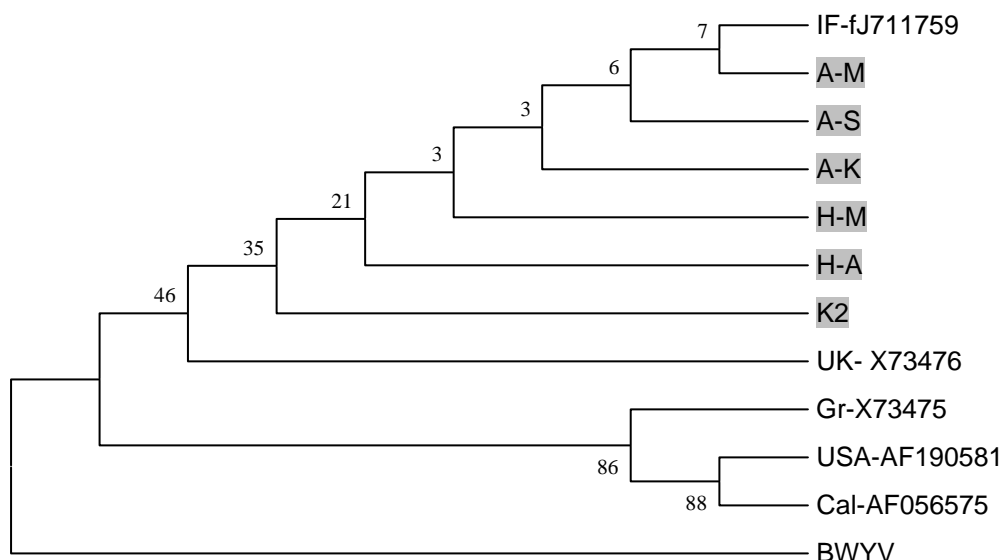 IF-fJ711759
7
A-M
6
A-S
3
A-K
3
H-M
21
H-A
35
K2
46
UK- X73476
Gr-X73475
USA-AF190581
86
Cal-AF056575
88
BWYV